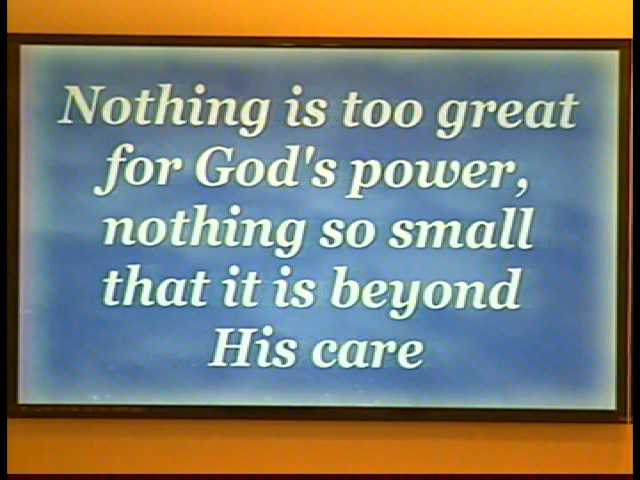 Nothing is too great
for God's power,
nothing so small
that it is beyond
His care